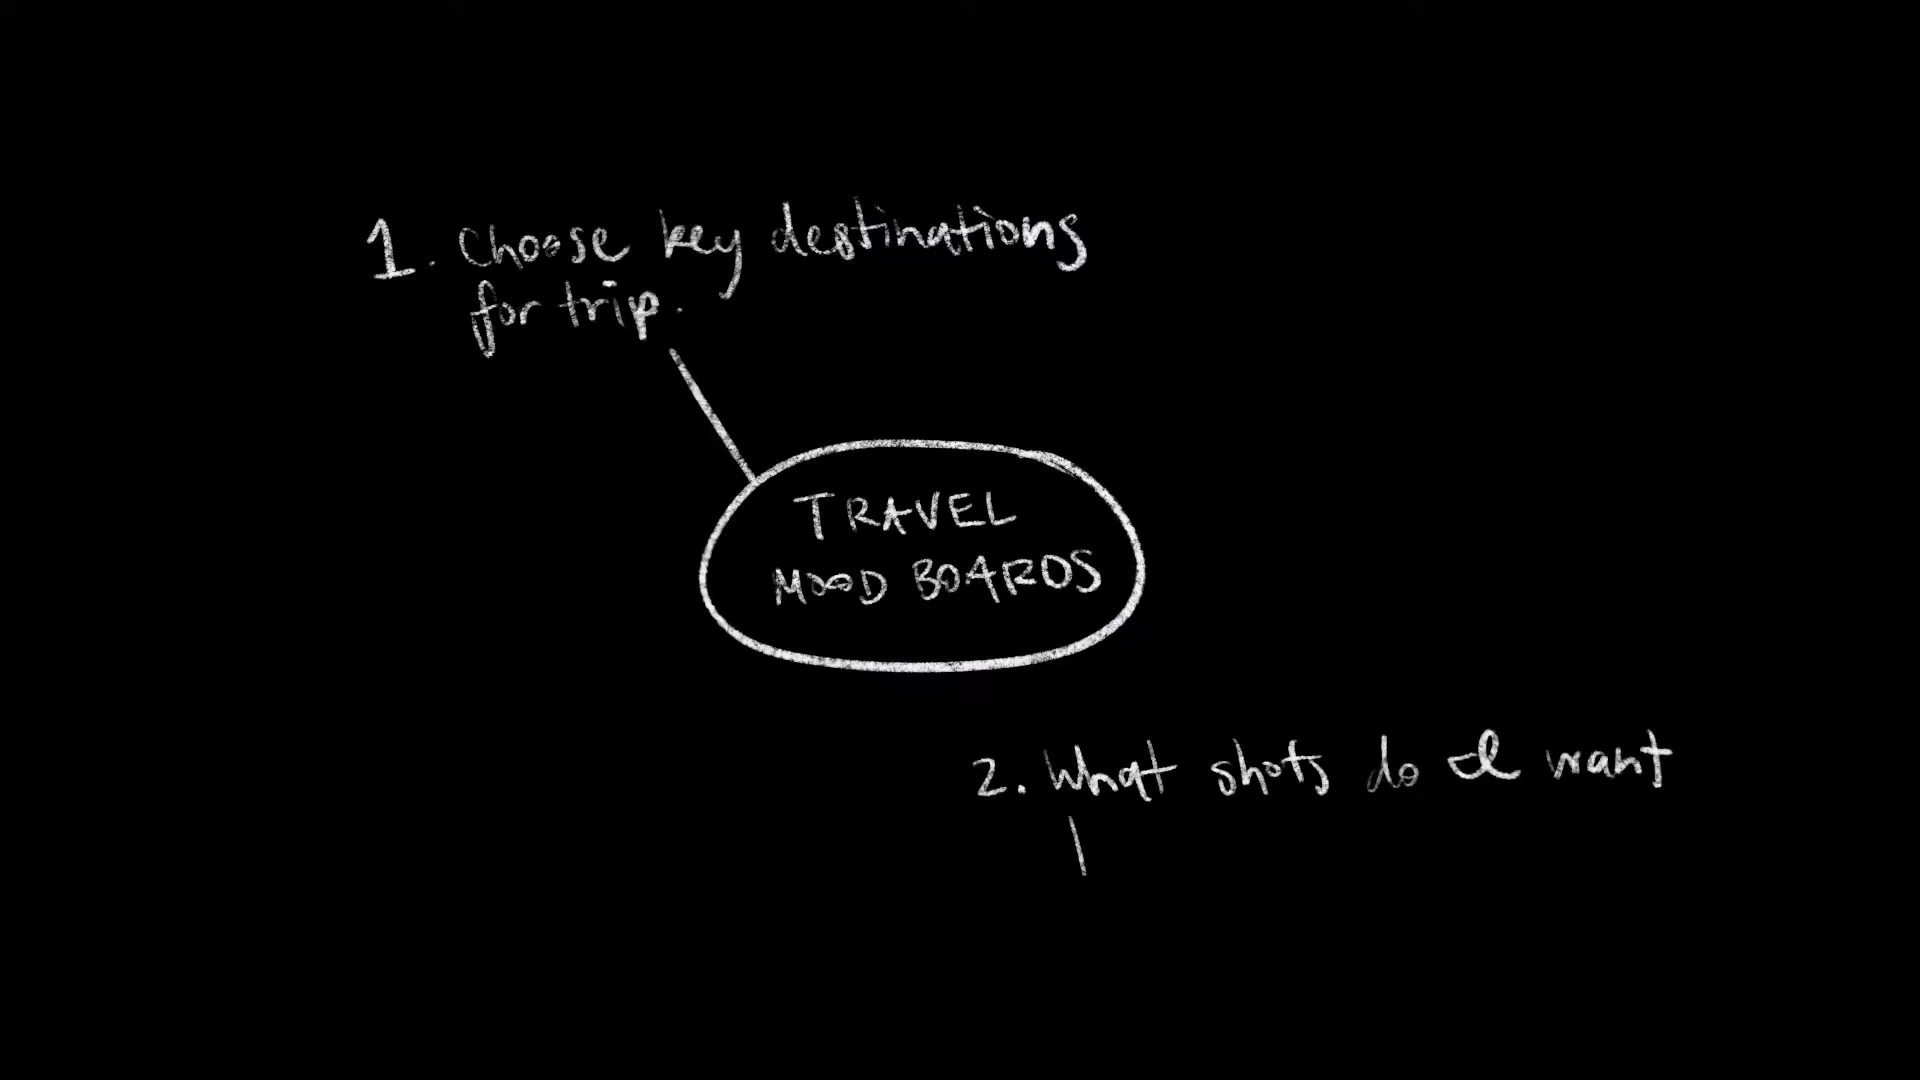 1. Choose key destinations
for trip.
TRAVEL
MOOD BOARDS
2. What shots do I want